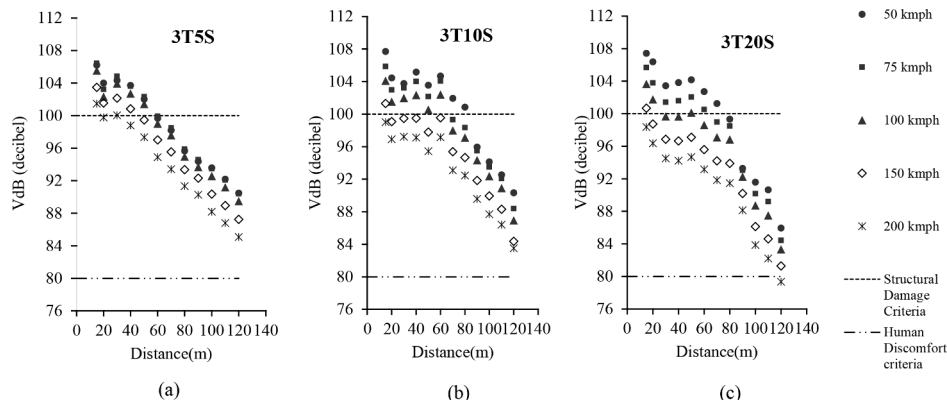 3T5S
VdB (decibel)
112
108
104
100
96
92
88
84
80
76
0 20 40 60 80 100 120 140
Distance(m)
(a)
3T10S
VdB (decibel)
112
108
104
100
96
92
88
84
80
76
0 20 40 60 80 100 120 140
Distance(m)
(b)
3T20S
VdB (decibel)
112
108
104
100
96
92
88
84
80
76
0 20 40 60 80 100 120 140
Distance(m)
(c)
50 kmph
75 kmph
100 kmph
150 kmph
200 kmph
Structural
Damage
Criteria
Human
Discomfort
criteria